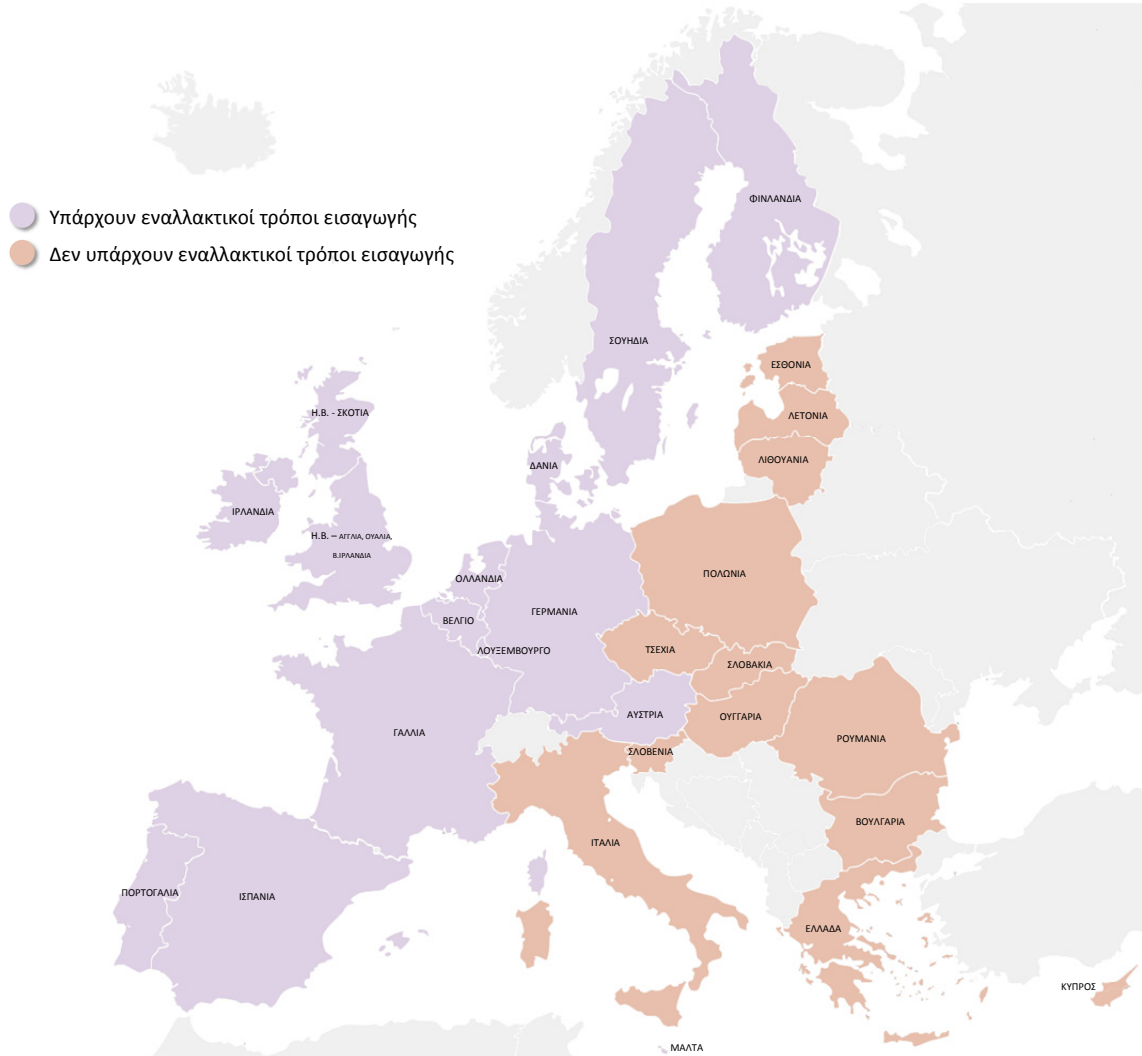 Υπάρχουν εναλλακτικοί τρόποι εισαγωγής
Δεν υπάρχουν εναλλακτικοί τρόποι εισαγωγής
ΦΙΝΛΑΝΔΙΑ
ΣΟΥΗΔΙΑ
ΕΣΘΟΝΙΑ
ΛΕΤΟΝΙΑ
ΛΙΘΟΥΑΝΙΑ
Η.Β. - ΣΚΟΤΙΑ
ΔΑΝΙΑ
ΙΡΛΑΝΔΙΑ
Η.Β. – ΑΓΓΛΙΑ, ΟΥΑΛΙΑ,
Β.ΙΡΛΑΝΔΙΑ
ΟΛΛΑΝΔΙΑ
ΠΟΛΩΝΙΑ
ΓΕΡΜΑΝΙΑ
ΒΕΛΓΙΟ
ΛΟΥΞΕΜΒΟΥΡΓΟ
ΤΣΕΧΙΑ
ΣΛΟΒΑΚΙΑ
ΑΥΣΤΡΙΑ
ΟΥΓΓΑΡΙΑ
ΓΑΛΛΙΑ
ΡΟΥΜΑΝΙΑ
ΣΛΟΒΕΝΙΑ
ΒΟΥΛΓΑΡΙΑ
ΙΤΑΛΙΑ
ΠΟΡΤΟΓΑΛΙΑ
ΙΣΠΑΝΙΑ
ΕΛΛΑΔΑ
ΚΥΠΡΟΣ
ΜΑΛΤΑ